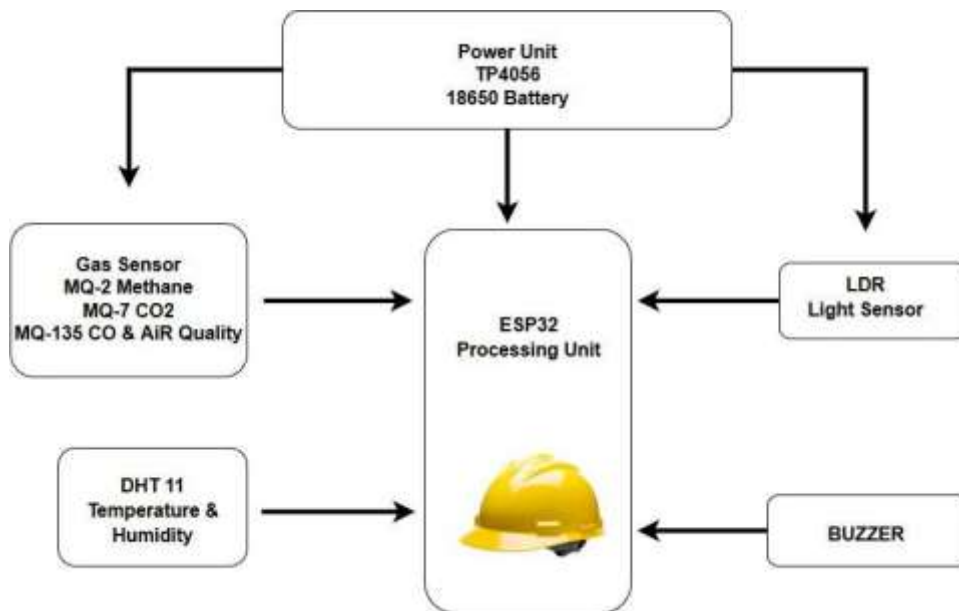 Power Unit
TP4056
18650 Battery
Gas Sensor
MQ-2 Methane
MQ-7 CO2
MQ-135 CO & AiR Quality
ESP32
Processing Unit
LDR
Light Sensor
DHT 11
Temperature &
Humidity
BUZZER